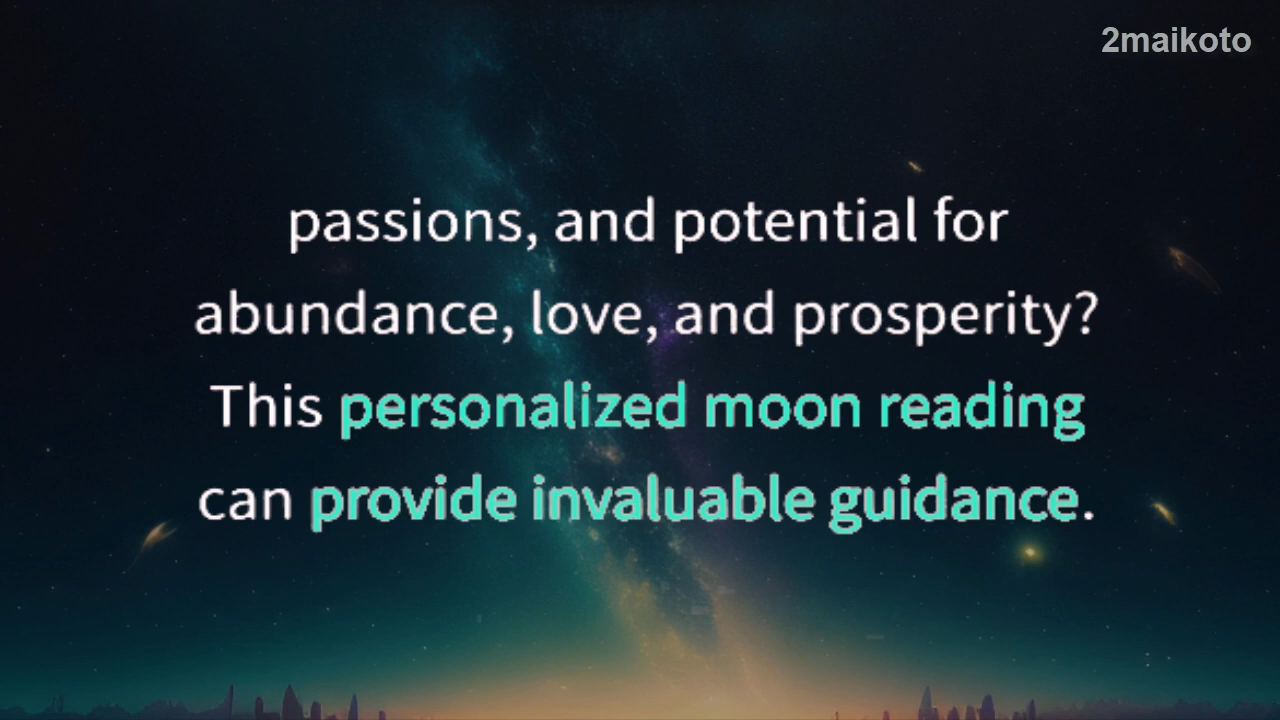 2maikoto
passions, and potential for
abundance, love, and prosperity?
This personalized moon reading
can provide invaluable guidance.